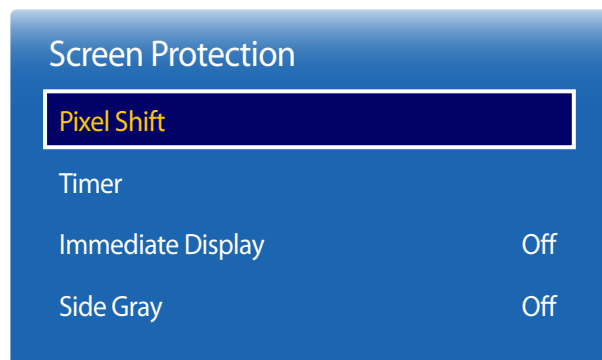 Screen Protection
Pixel Shift
Timer
Immediate Display Off
Side Gray Off